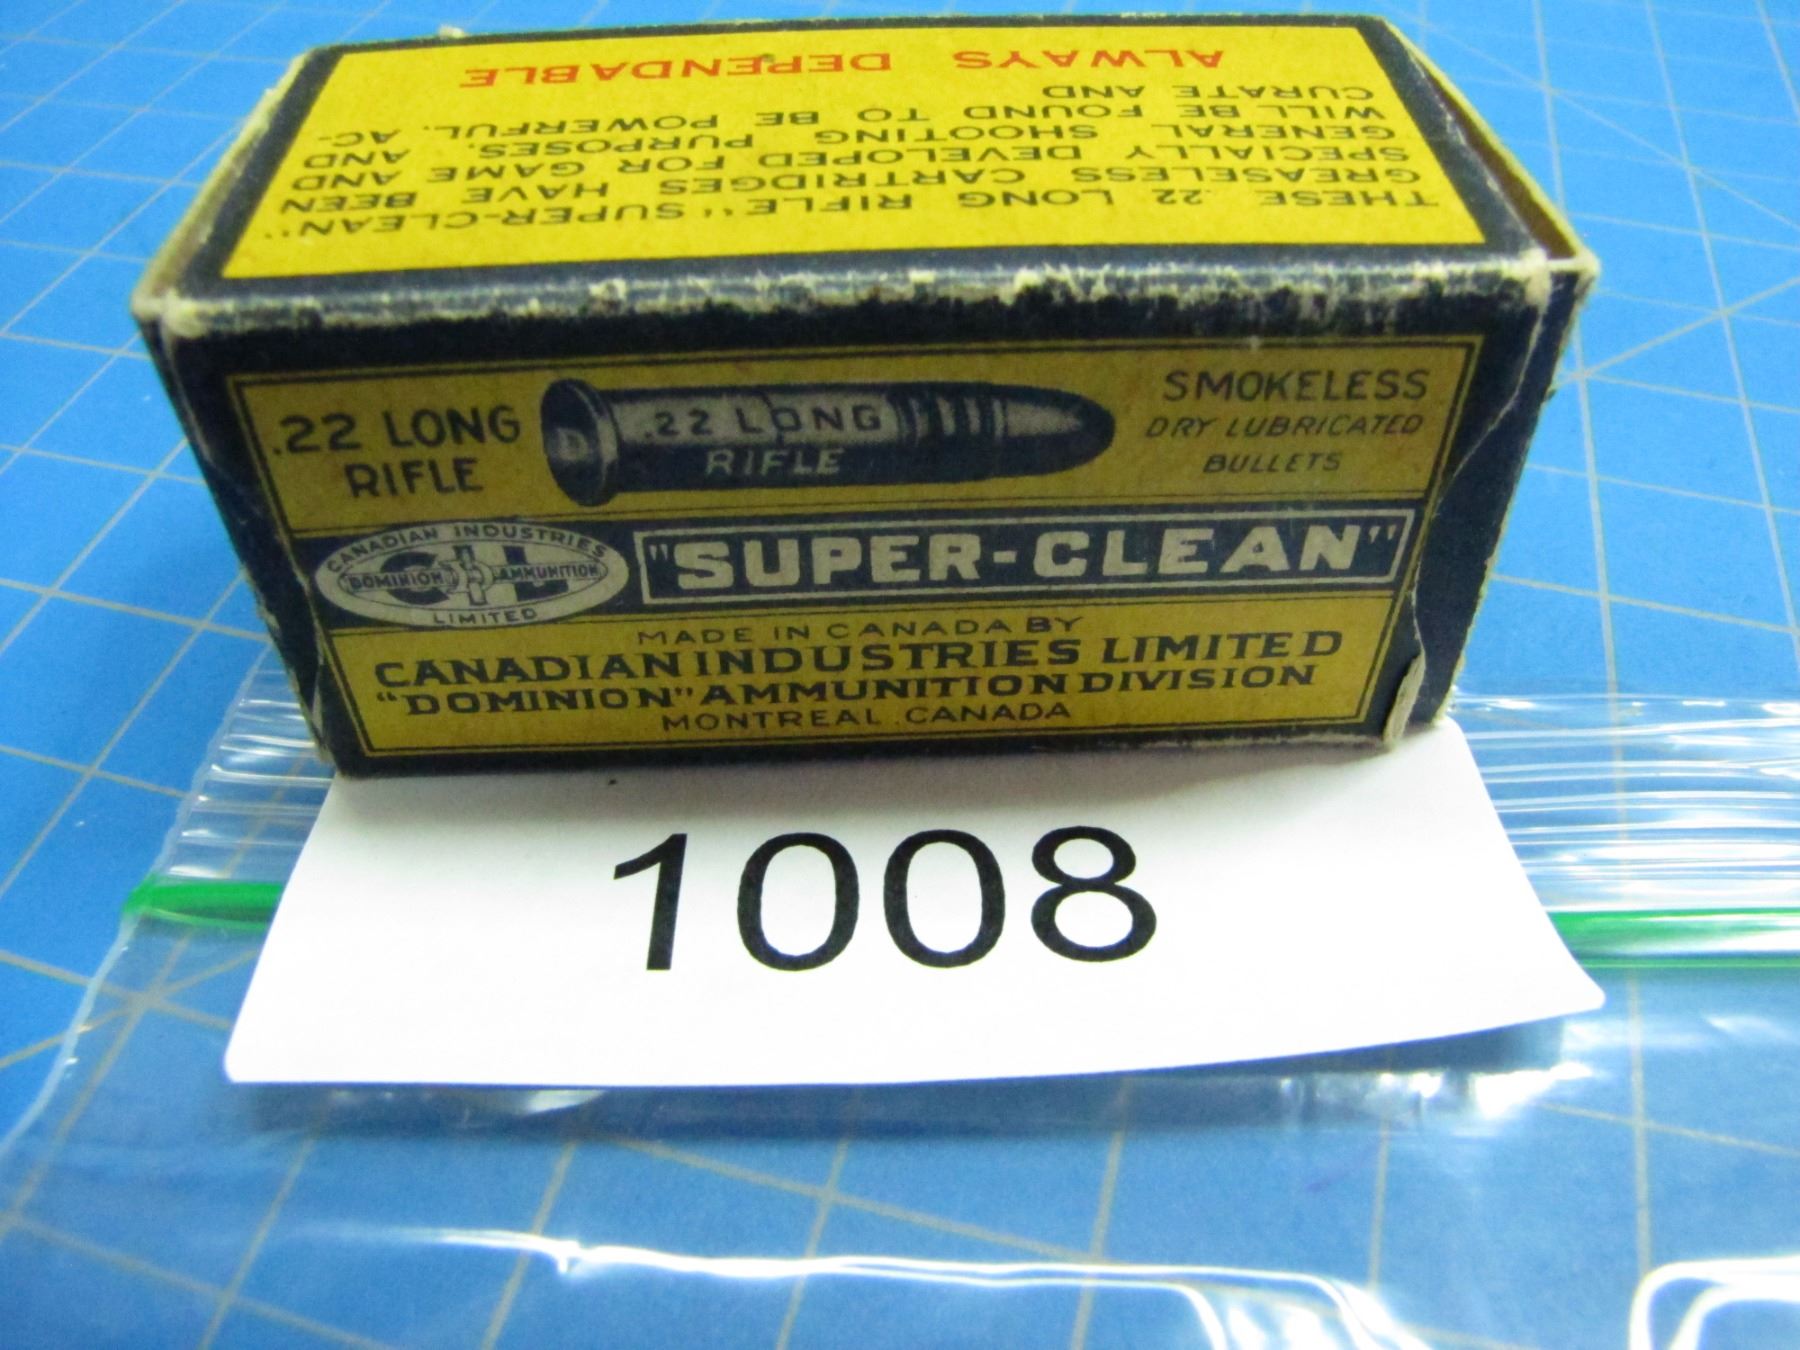 THESE .22 LONG RIFLE "SUPER-CLEAN"
GREASELESS CARTRIDGES HAVE BEEN
SPECIALLY DEVELOPED FOR GAME AND
GENERAL SHOOTING PURPOSES, AND
WILL BE FOUND TO BE POWERFUL, AC-
CURATE AND
ALWAYS DEPENDABLE
.22 LONG
RIFLE
D
.22 LONG
RIFLE
SMOKELESS
DRY LUBRICATED
BULLETS
CANADIAN INDUSTRIES
CIL
DOMINION AMMUNITION
LIMITED
"SUPER-CLEAN"
MADE IN CANADA BY
CANADIAN INDUSTRIES LIMITED
"DOMINION" AMMUNITION DIVISION
MONTREAL, CANADA
1008